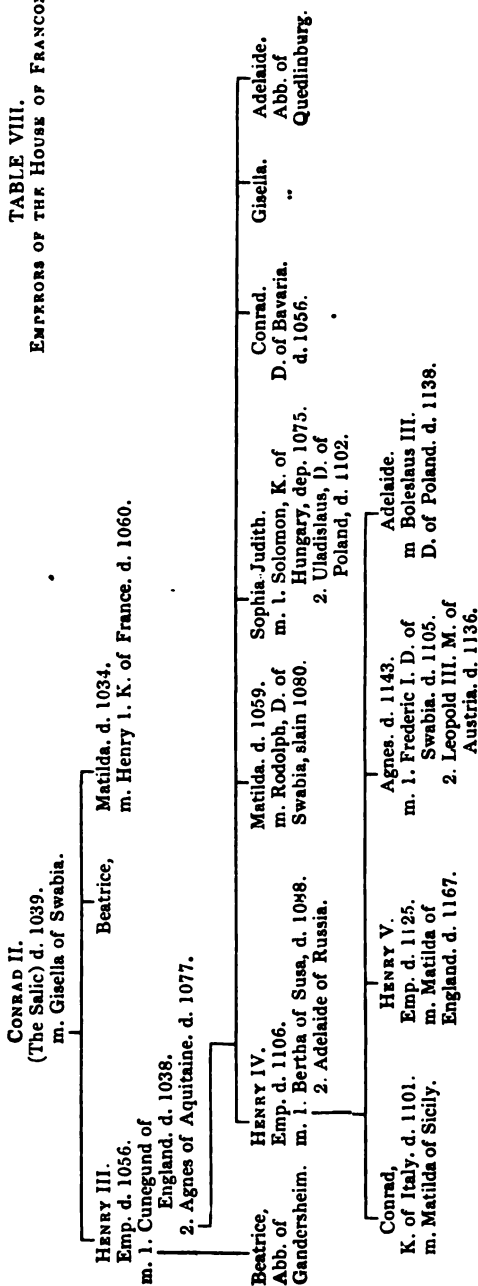 TABLE VIII.
EMPERORS OF THE HOUSE OF FRANCO
CONRAD II.
(The Salic) d. 1039.
m. Gisella of Swabia.
HENRY III.
Emp. d. 1056.
m. 1. Cunegund of
England. d. 1038.
2. Agnes of Aquitaine. d. 1077.
Beatrice,
Matilda. d. 1034.
m. Henry 1. K. of France. d. 1060.
Beatrice,
Abb. of
Gandersheim.
HENRY IV.
Emp. d. 1106.
m. 1. Bertha of Susa, d. 1088.
2. Adelaide of Russia.
Matilda. d. 1059.
m. Rodolph, D. of
Swabia, slain 1080.
Sophia-Judith.
m. 1. Solomon, K. of
Hungary, dep. 1075.
2. Uladislaus, D. of
Poland, d. 1102.
Conrad.
D. of Bavaria.
d. 1056.
Gisella.
Adelaide.
Abb. of
Quedlinburg.
Conrad,
K. of Italy. d. 1101.
m. Matilda of Sicily.
HENRY V.
Emp. d. 1125.
m. Matilda of
England. d. 1167.
Agnes. d. 1143.
m. 1. Frederic I. D. of
Swabia. d. 1105.
2. Leopold III. M. of
Austria. d. 1136.
Adelaide.
m Boleslaus III.
D. of Poland. d. 1138.